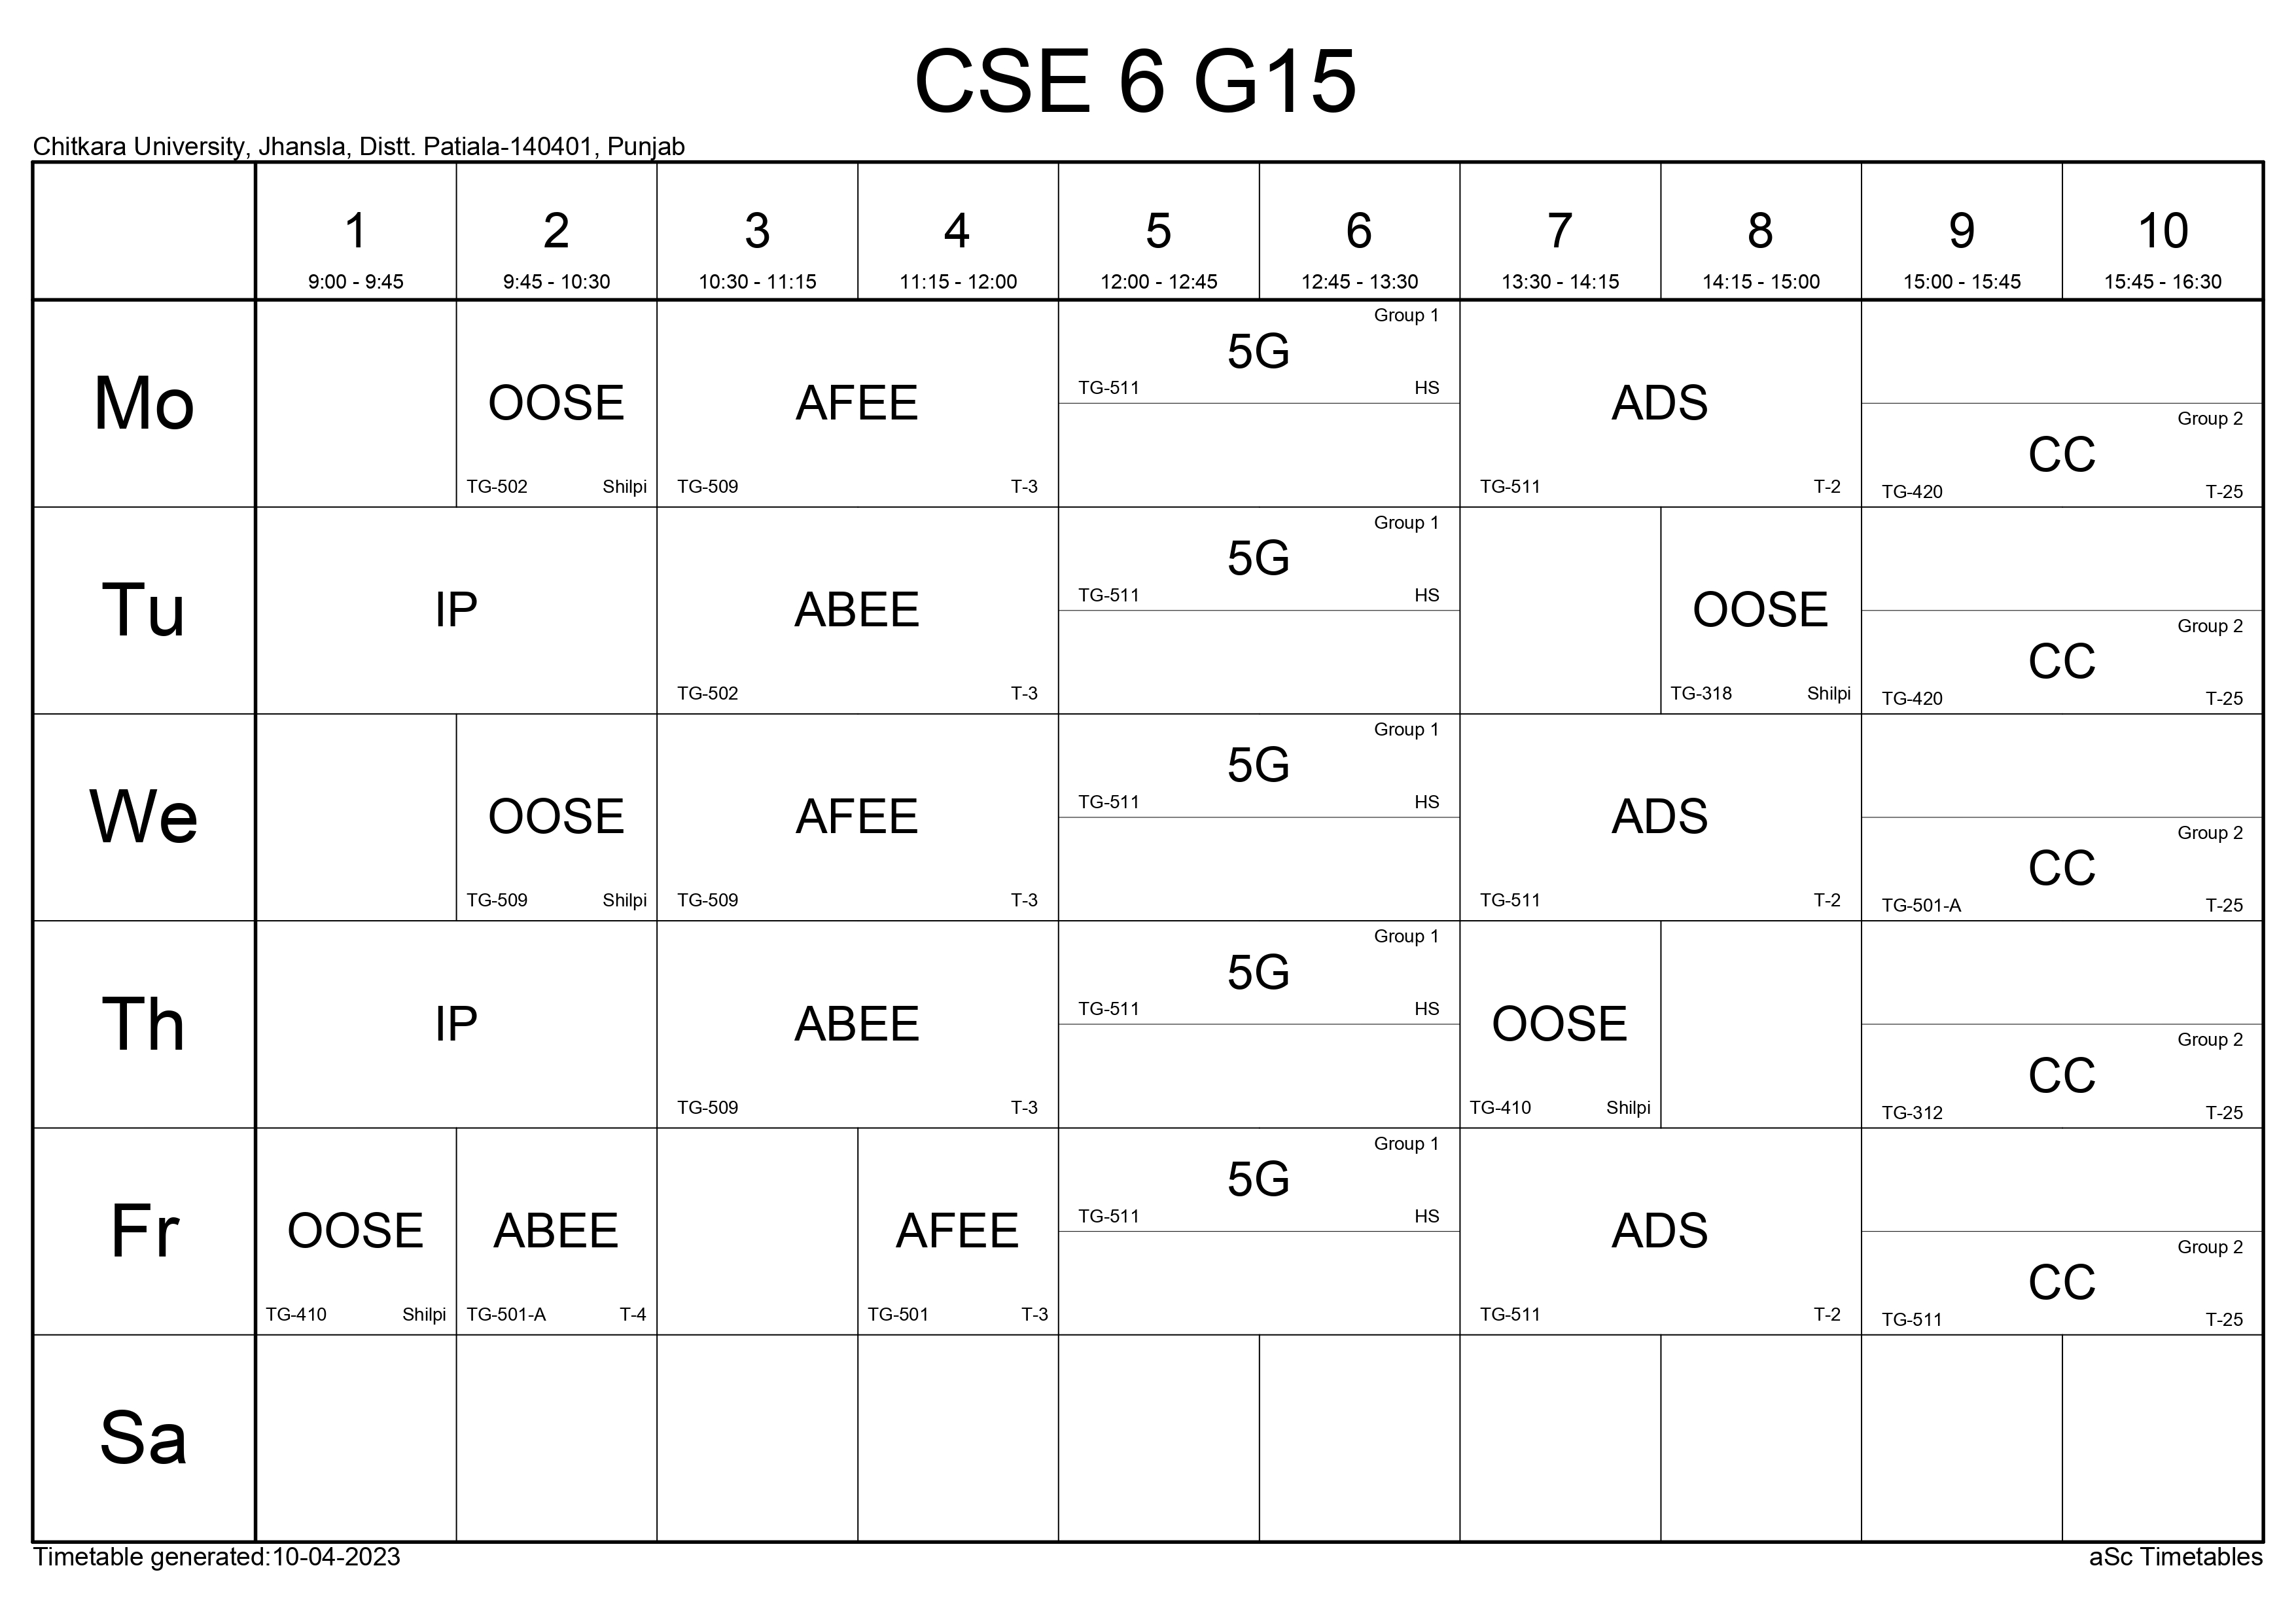 CSE 6 G15
Chitkara University, Jhansla, Distt. Patiala-140401, Punjab
1 2 3 4 5 6 7 8 9 10
9:00 - 9:45 9:45 - 10:30 10:30 - 11:15 11:15 - 12:00 12:00 - 12:45 12:45 - 13:30 13:30 - 14:15 14:15 - 15:00 15:00 - 15:45 15:45 - 16:30
Mo
OOSE
TG-502 Shilpi
AFEE
TG-509 T-3
Group 1
5G
TG-511 HS
ADS
TG-511 T-2
Group 2
CC
TG-420 T-25
Tu
IP
ABEE
TG-502 T-3
Group 1
5G
TG-511 HS
OOSE
TG-318 Shilpi
Group 2
CC
TG-420 T-25
We
OOSE
TG-509 Shilpi
AFEE
TG-509 T-3
Group 1
5G
TG-511 HS
ADS
TG-511 T-2
Group 2
CC
TG-501-A T-25
Th
IP
ABEE
TG-509 T-3
Group 1
5G
TG-511 HS
OOSE
TG-410 Shilpi
Group 2
CC
TG-312 T-25
Fr
OOSE
TG-410 Shilpi
ABEE
TG-501-A T-4
AFEE
TG-501 T-3
Group 1
5G
TG-511 HS
ADS
TG-511 T-2
Group 2
CC
TG-511 T-25
Sa
Timetable generated:10-04-2023
aSc Timetables